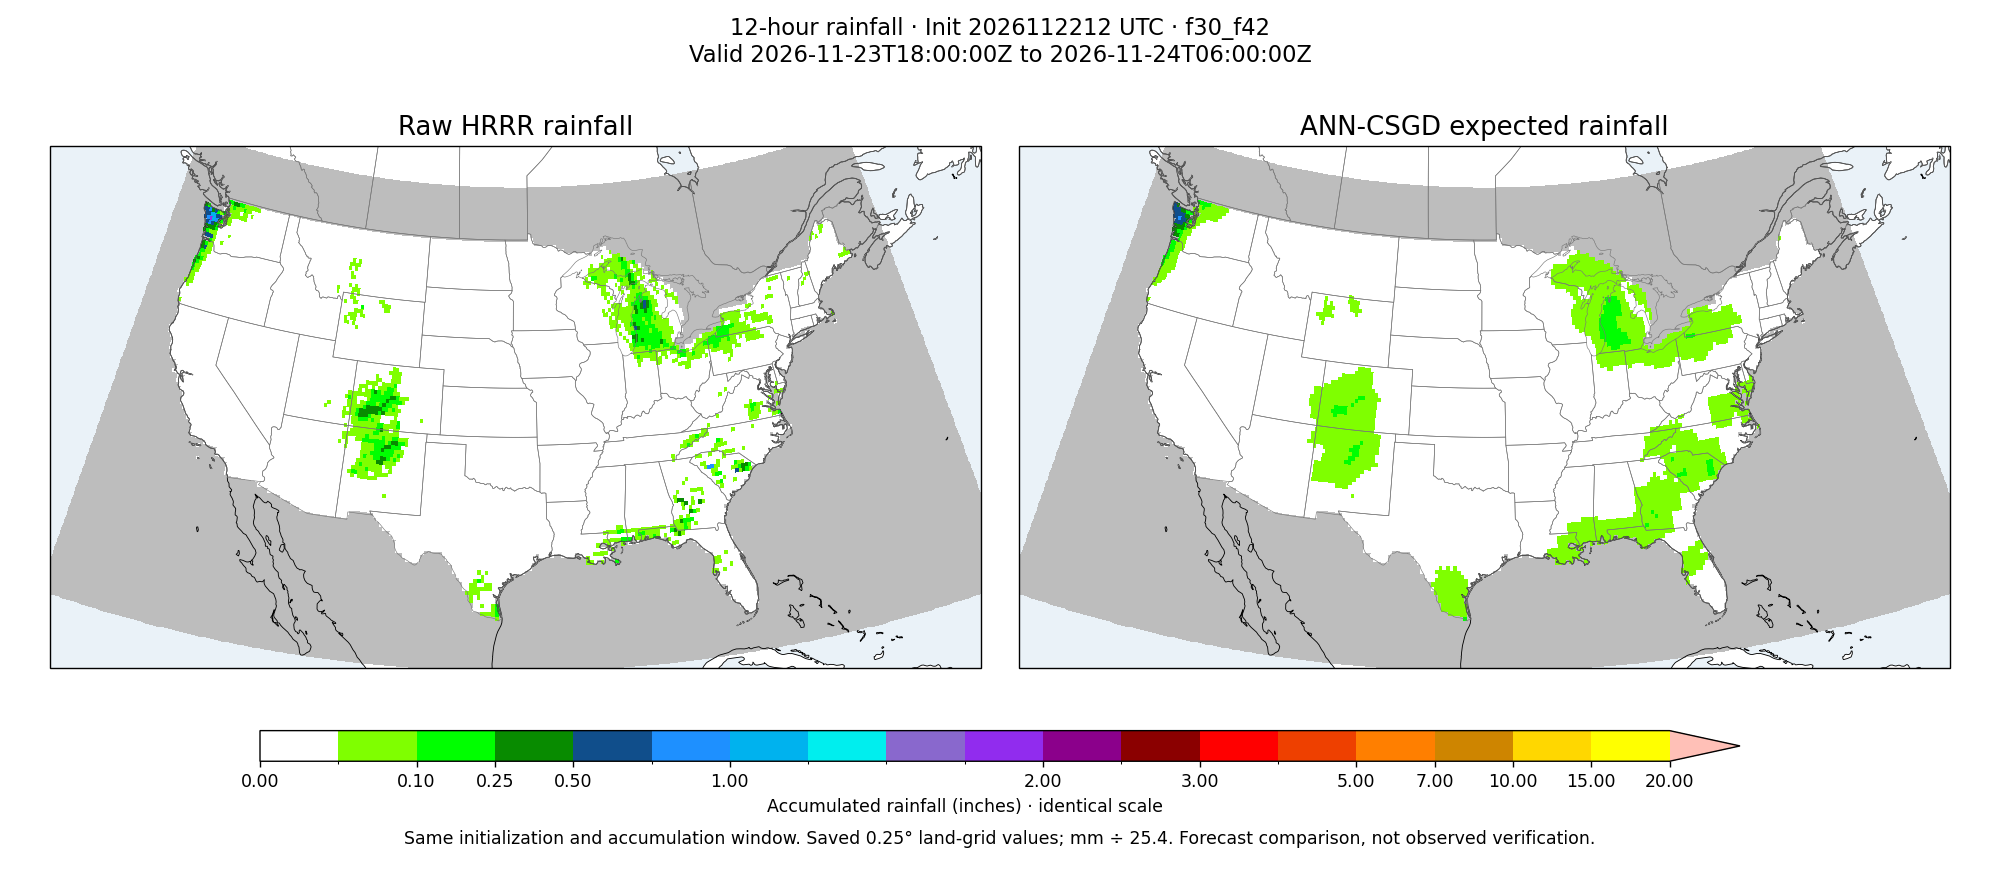 12-hour rainfall · Init 2026112212 UTC · f30_f42
Valid 2026-11-23T18:00:00Z to 2026-11-24T06:00:00Z
Raw HRRR rainfall
ANN-CSGD expected rainfall
0.00 0.10 0.25 0.50 1.00 2.00 3.00 5.00 7.00 10.00 15.00 20.00
Accumulated rainfall (inches) · identical scale
Same initialization and accumulation window. Saved 0.25° land-grid values; mm ÷ 25.4. Forecast comparison, not observed verification.